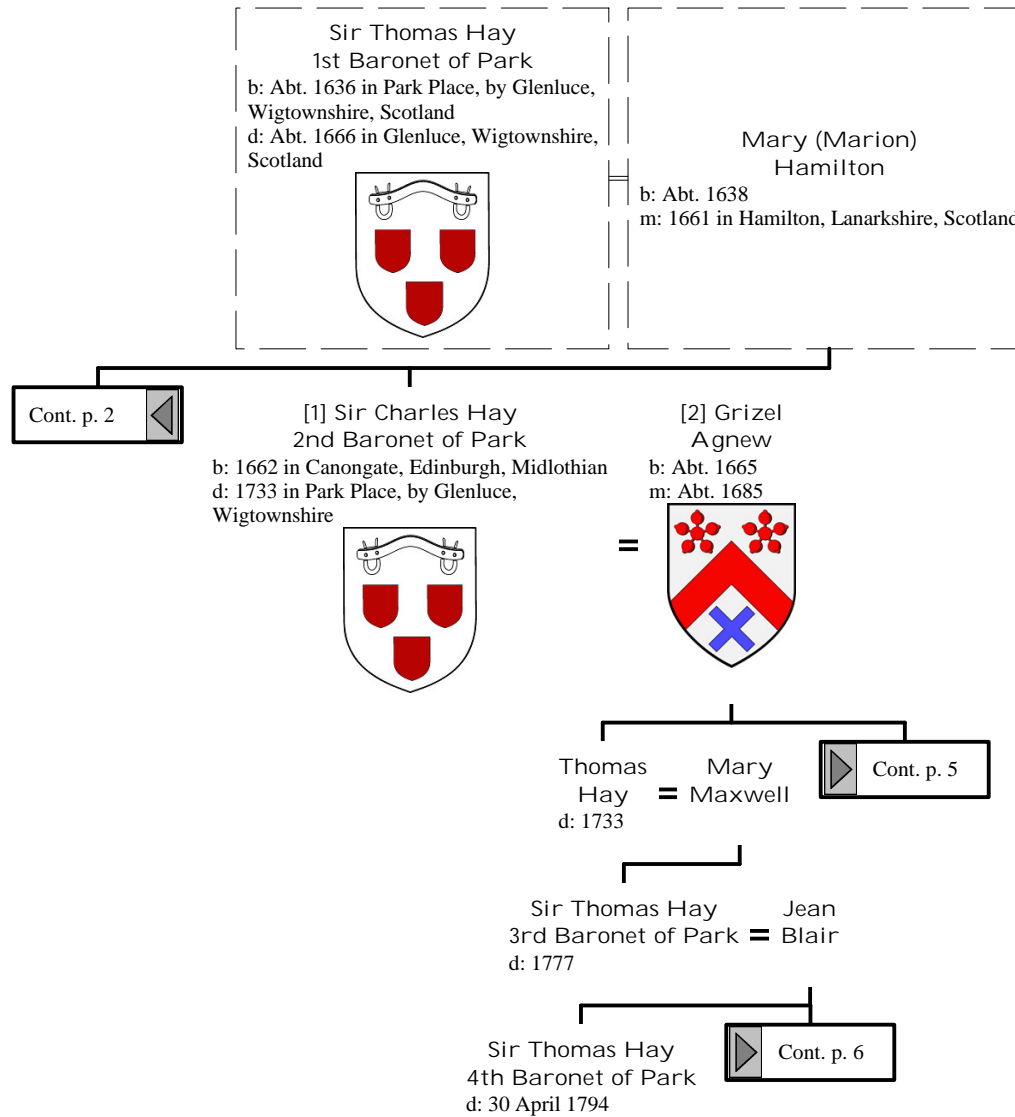 Sir Thomas Hay
1st Baronet of Park
b: Abt. 1636 in Park Place, by Glenluce,
Wigtownshire, Scotland
d: Abt. 1666 in Glenluce, Wigtownshire,
Scotland
Mary (Marion)
Hamilton
b: Abt. 1638
m: 1661 in Hamilton, Lanarkshire, Scotland
Cont. p. 2
[1] Sir Charles Hay
2nd Baronet of Park
b: 1662 in Canongate, Edinburgh, Midlothian
d: 1733 in Park Place, by Glenluce,
Wigtownshire
=
[2] Grizel
Agnew
b: Abt. 1665
m: Abt. 1685
Thomas
Hay
d: 1733
=
Mary
Maxwell
Cont. p. 5
Sir Thomas Hay
3rd Baronet of Park
d: 1777
=
Jean
Blair
Sir Thomas Hay
4th Baronet of Park
d: 30 April 1794
Cont. p. 6